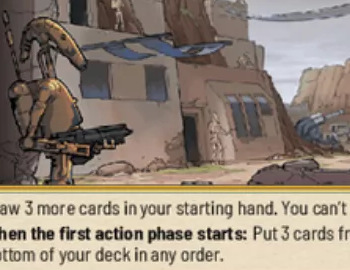 aw 3 more cards in your starting hand. You can't
hen the first action phase starts: Put 3 cards fr
ottom of your deck in any order.